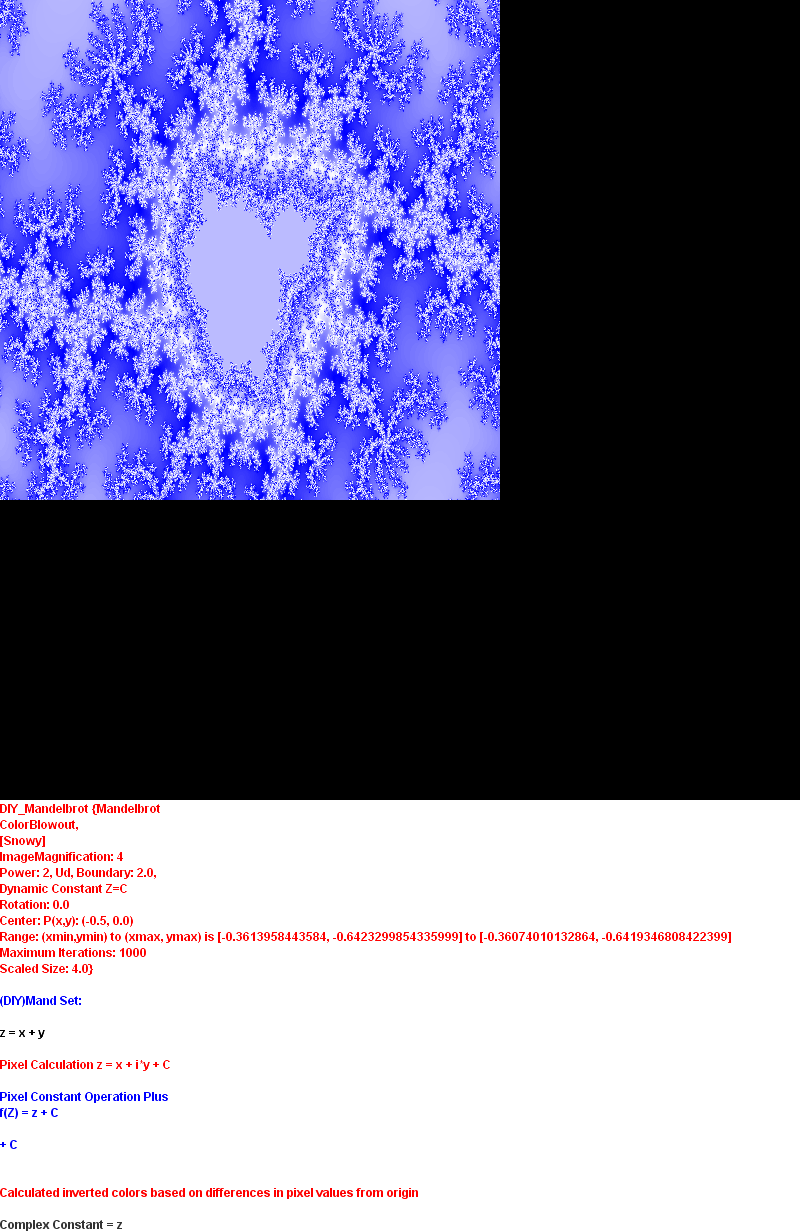 DIY_Mandelbrot {Mandelbrot
ColorBlowout,
[Snowy]
ImageMagnification: 4
Power: 2, Ud, Boundary: 2.0,
Dynamic Constant Z=C
Rotation: 0.0
Center: P(x,y): (-0.5, 0.0)
Range: (xmin,ymin) to (xmax, ymax) is [-0.3613958443584, -0.6423299854335999] to [-0.36074010132864, -0.6419346808422399]
Maximum Iterations: 1000
Scaled Size: 4.0}
(DIY)Mand Set:
z = x + y
Pixel Calculation z = x + i*y + C
Pixel Constant Operation Plus
f(Z) = z + C
+ C
Calculated inverted colors based on differences in pixel values from origin
Complex Constant = z